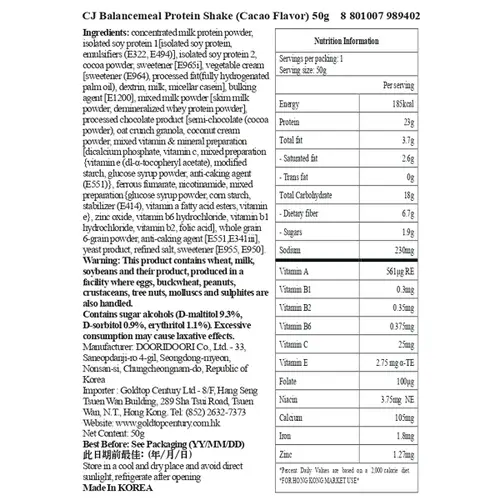 CJ Balancemeal Protein Shake (Cacao Flavor) 50g 8 801007 989402
Ingredients: concentrated milk protein powder,
isolated soy protein 1[isolated soy protein,
emulsifiers (E322, E494)], isolated soy protein 2,
cocoa powder, sweetener [E965i], vegetable cream
[sweetener (E964), processed fat(fully hydrogenated
palm oil), dextrin, milk, micellar casein], bulking
agent [E1200], mixed milk powder [skim milk
powder, demineralized whey protein powder],
processed chocolate product [semi-chocolate (cocoa
powder), oat crunch granola, coconut cream
powder, mixed vitamin & mineral preparation
[dicalcium phosphate, vitamin c, mixed preparation
{vitamin e (dl-α-tocopheryl acetate), modified
starch, glucose syrup powder, anti-caking agent
(E551)}, ferrous fumarate, nicotinamide, mixed
preparation {glucose syrup powder, corn starch,
stabilizer (E414), vitamin a fatty acid esters, vitamin
e}, zinc oxide, vitamin b6 hydrochloride, vitamin b1
hydrochloride, vitamin b2, folic acid], whole grain
6-grain powder, anti-caking agent [E551,E341iii],
yeast product, refined salt, sweetener [E955, E950].
Warning: This product contains wheat, milk,
soybeans and their product, produced in a
facility where eggs, buckwheat, peanuts,
crustaceans, tree nuts, molluscs and sulphites are
also handled.
Contains sugar alcohols (D-maltitol 9.3%,
D-sorbitol 0.9%, erythritol 1.1%). Excessive
consumption may cause laxative effects.
Manufacturer: DOORIDOORI Co., Ltd. - 33,
Saneopdanji-ro 4-gil, Seongdong-myeon,
Nonsan-si, Chungcheongnam-do, Republic of
Korea
Importer : Goldtop Century Ltd - 8/F, Hang Seng
Tsuen Wan Building, 289 Sha Tsui Road, Tsuen
Wan, N.T., Hong Kong. Tel: (852) 2632-7373
Website: www.goldtopcentury.com.hk
Net Content: 50g
Best Before: See Packaging (YY/MM/DD)
此日期前最佳: (年/月/日)
Store in a cool and dry place and avoid direct
sunlight, refrigerate after opening
Made In KOREA
Nutrition Information
Servings per packing: 1
Serving size: 50g
Per serving
Energy 185kcal
Protein 23g
Total fat 3.7g
- Saturated fat 2.6g
- Trans fat 0g
Total Carbohydrate 18g
- Dietary fiber 6.7g
- Sugars 1.9g
Sodium 230mg
Vitamin A 561μg RE
Vitamin B1 0.3mg
Vitamin B2 0.35mg
Vitamin B6 0.375mg
Vitamin C 25mg
Vitamin E 2.75 mg α-TE
Folate 100μg
Niacin 3.75mg NE
Calcium 105mg
Iron 1.8mg
Zinc 1.27mg
*Percent Daily Values are based on a 2,000 calorie diet.
*FOR HONG KONG MARKET USE*